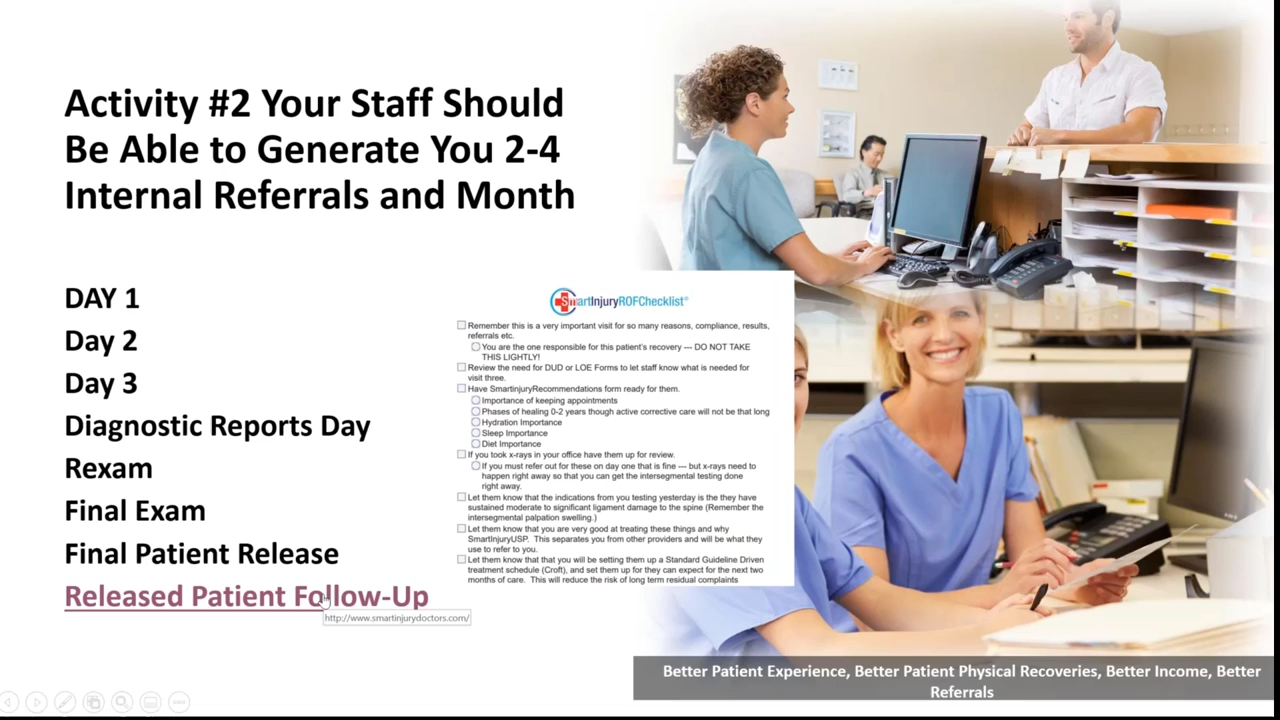 Activity #2 Your Staff Should
Be Able to Generate You 2-4
Internal Referrals and Month
DAY 1
Day 2
Day 3
Diagnostic Reports Day
Rexam
Final Exam
Final Patient Release
Released Patient Follow-Up
http://www.smartinjurydoctors.com/
SmartInjuryROFChecklist®
Remember this is a very important visit for so many reasons, compliance, results,
referrals etc.
You are the one responsible for this patient's recovery --- DO NOT TAKE
THIS LIGHTLY!
Review the need for DUD or LOE Forms to let staff know what is needed for
visit three.
Have SmartinjuryRecommendations form ready for them.
Importance of keeping appointments
Phases of healing 0-2 years though active corrective care will not be that long
Hydration Importance
Sleep Importance
Diet Importance
If you took x-rays in your office have them up for review.
If you must refer out for these on day one that is fine --- but x-rays need to
happen right away so that you can get the intersegmental testing done
right away.
Let them know that the indications from you testing yesterday is the they have
sustained moderate to significant ligament damage to the spine (Remember the
intersegmental palpation swelling.)
Let them know that you are very good at treating these things and why
SmartInjuryUSP. This separates you from other providers and will be what they
use to refer to you.
Let them know that that you will be setting them up a Standard Guideline Driven
treatment schedule (Croft), and set them up for they can expect for the next two
months of care. This will reduce the risk of long term residual complaints
Better Patient Experience, Better Patient Physical Recoveries, Better Income, Better
Referrals